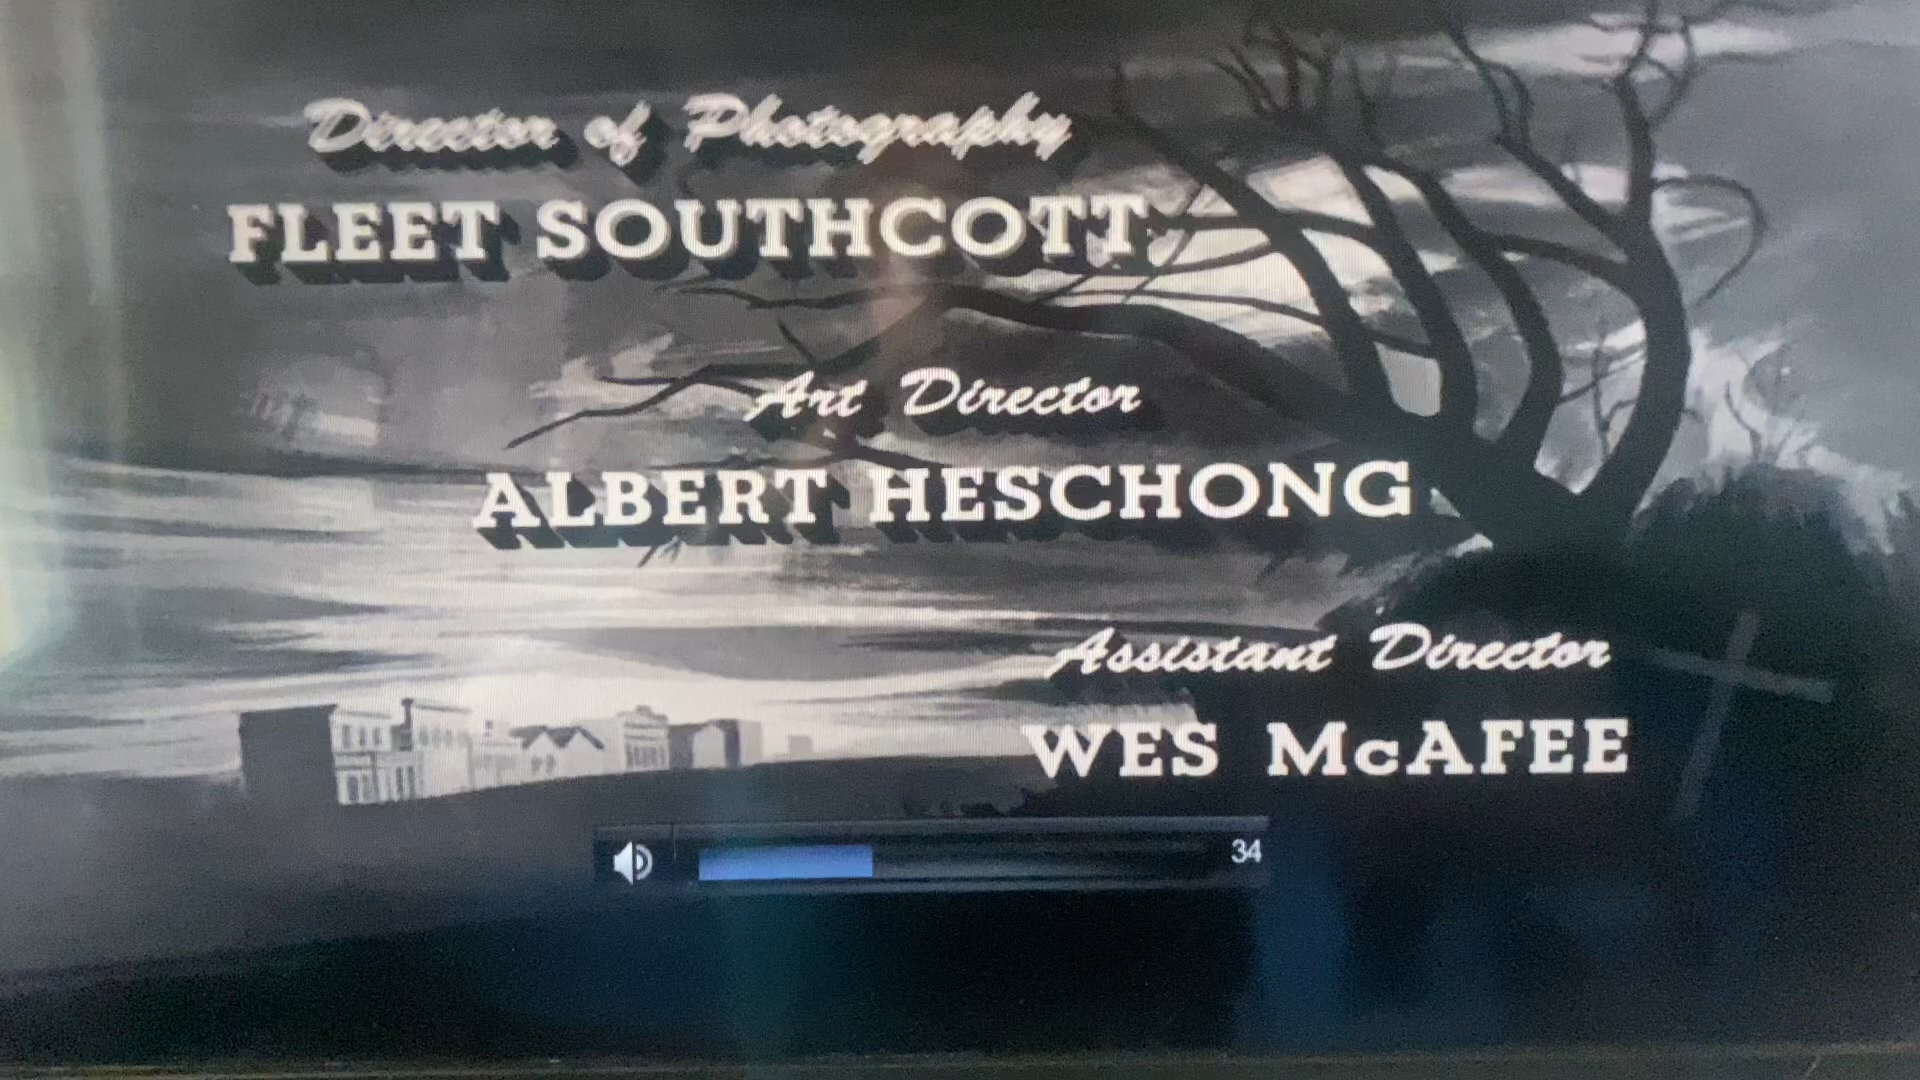 Director of Photography
FLEET SOUTHCOTT
Art Director
ALBERT HESCHONG
Assistant Director
WES McAFEE
34